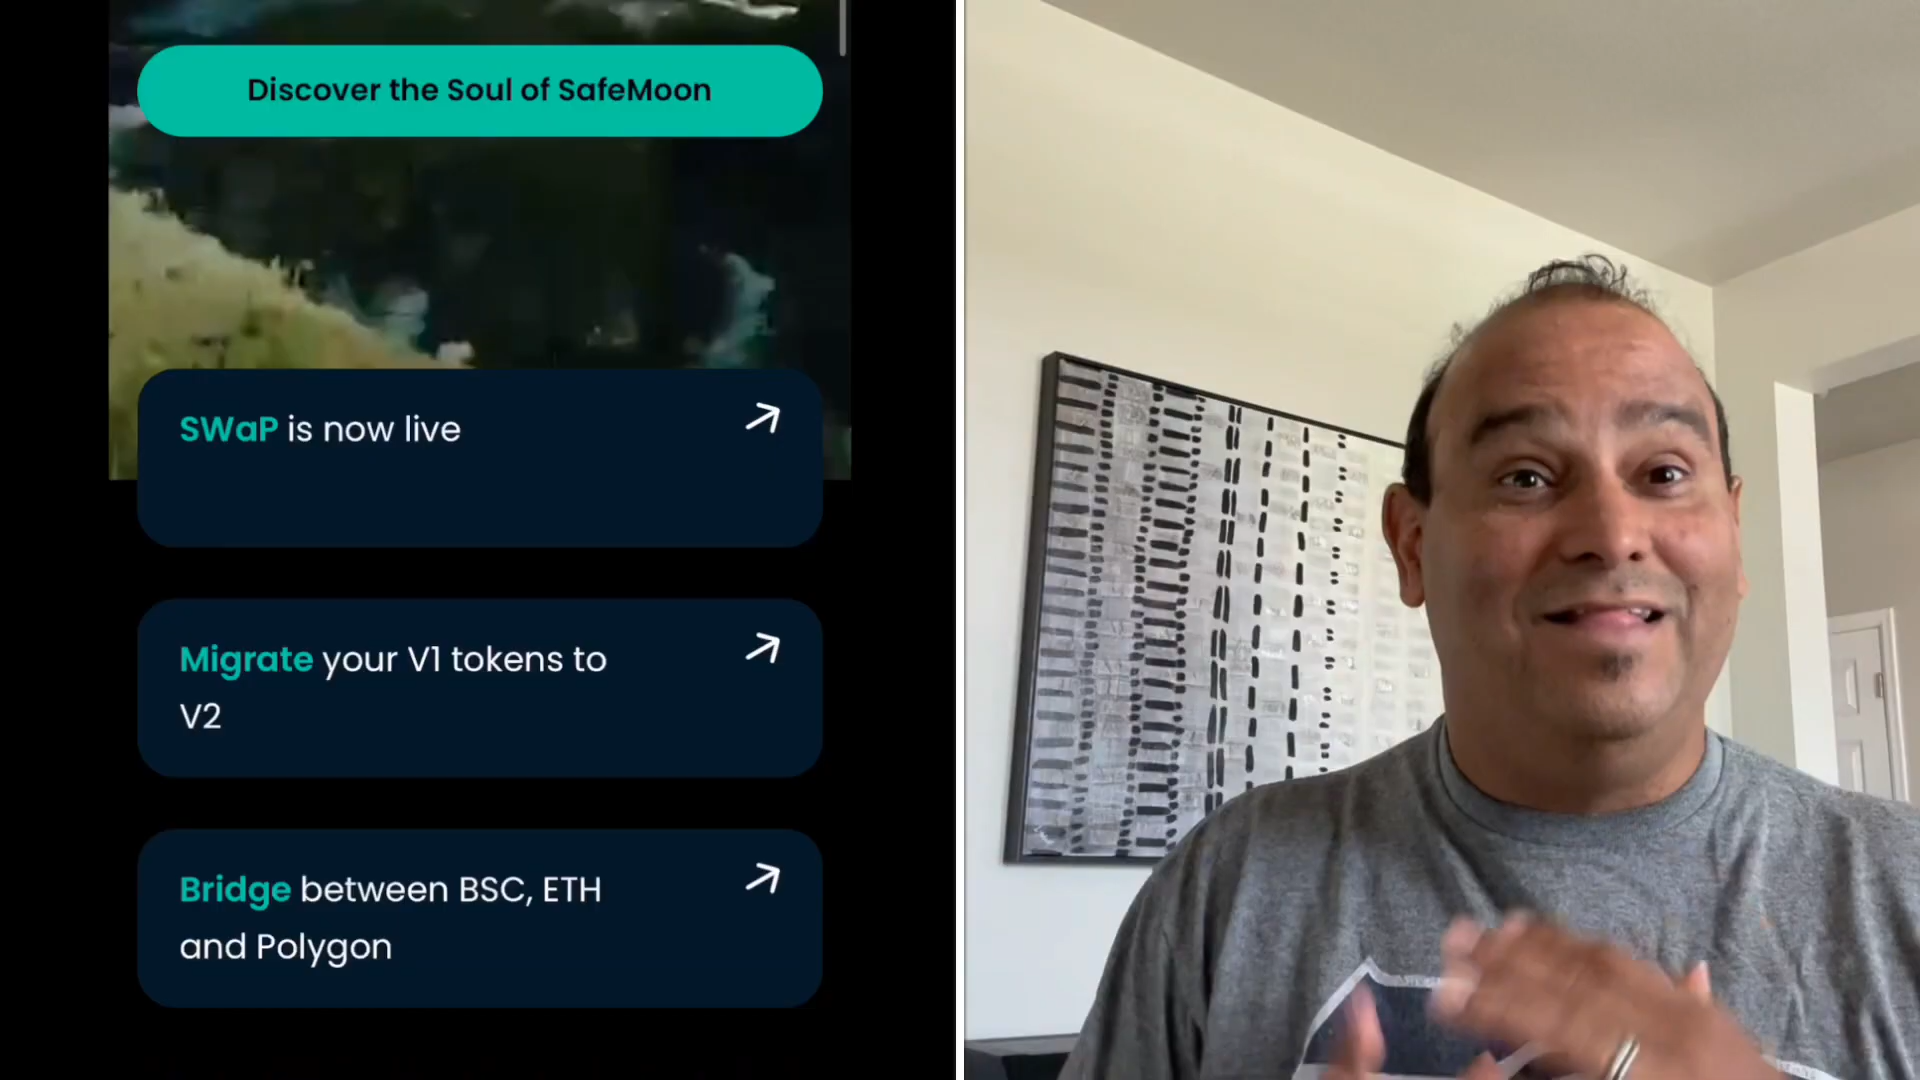 Discover the Soul of SafeMoon
SWaP is now live
Migrate your V1 tokens to
V2
Bridge between BSC, ETH
and Polygon